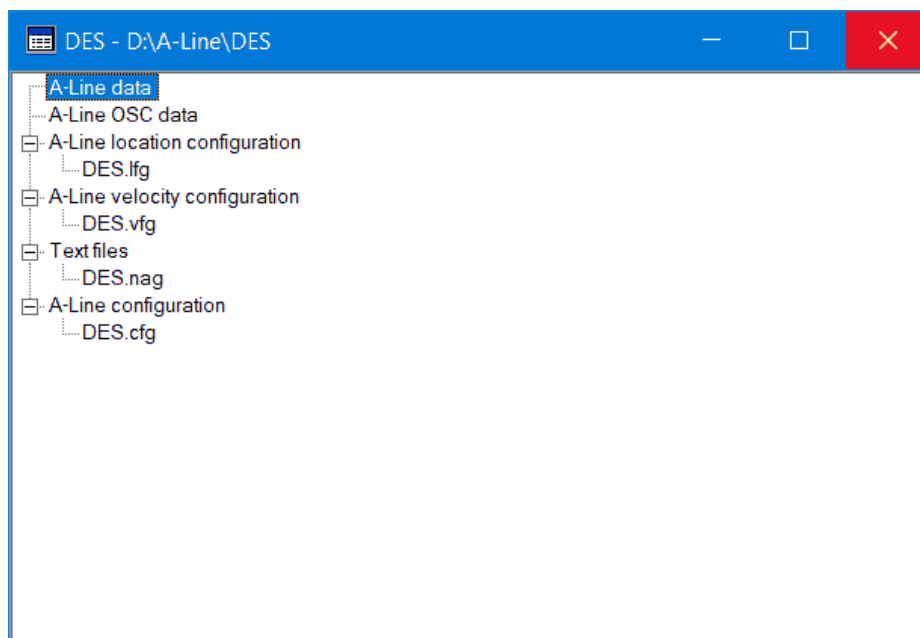 DES - D:\A-Line\DES
A-Line data
A-Line OSC data
A-Line location configuration
DES.lfg
A-Line velocity configuration
DES.vfg
Text files
DES.nag
A-Line configuration
DES.cfg